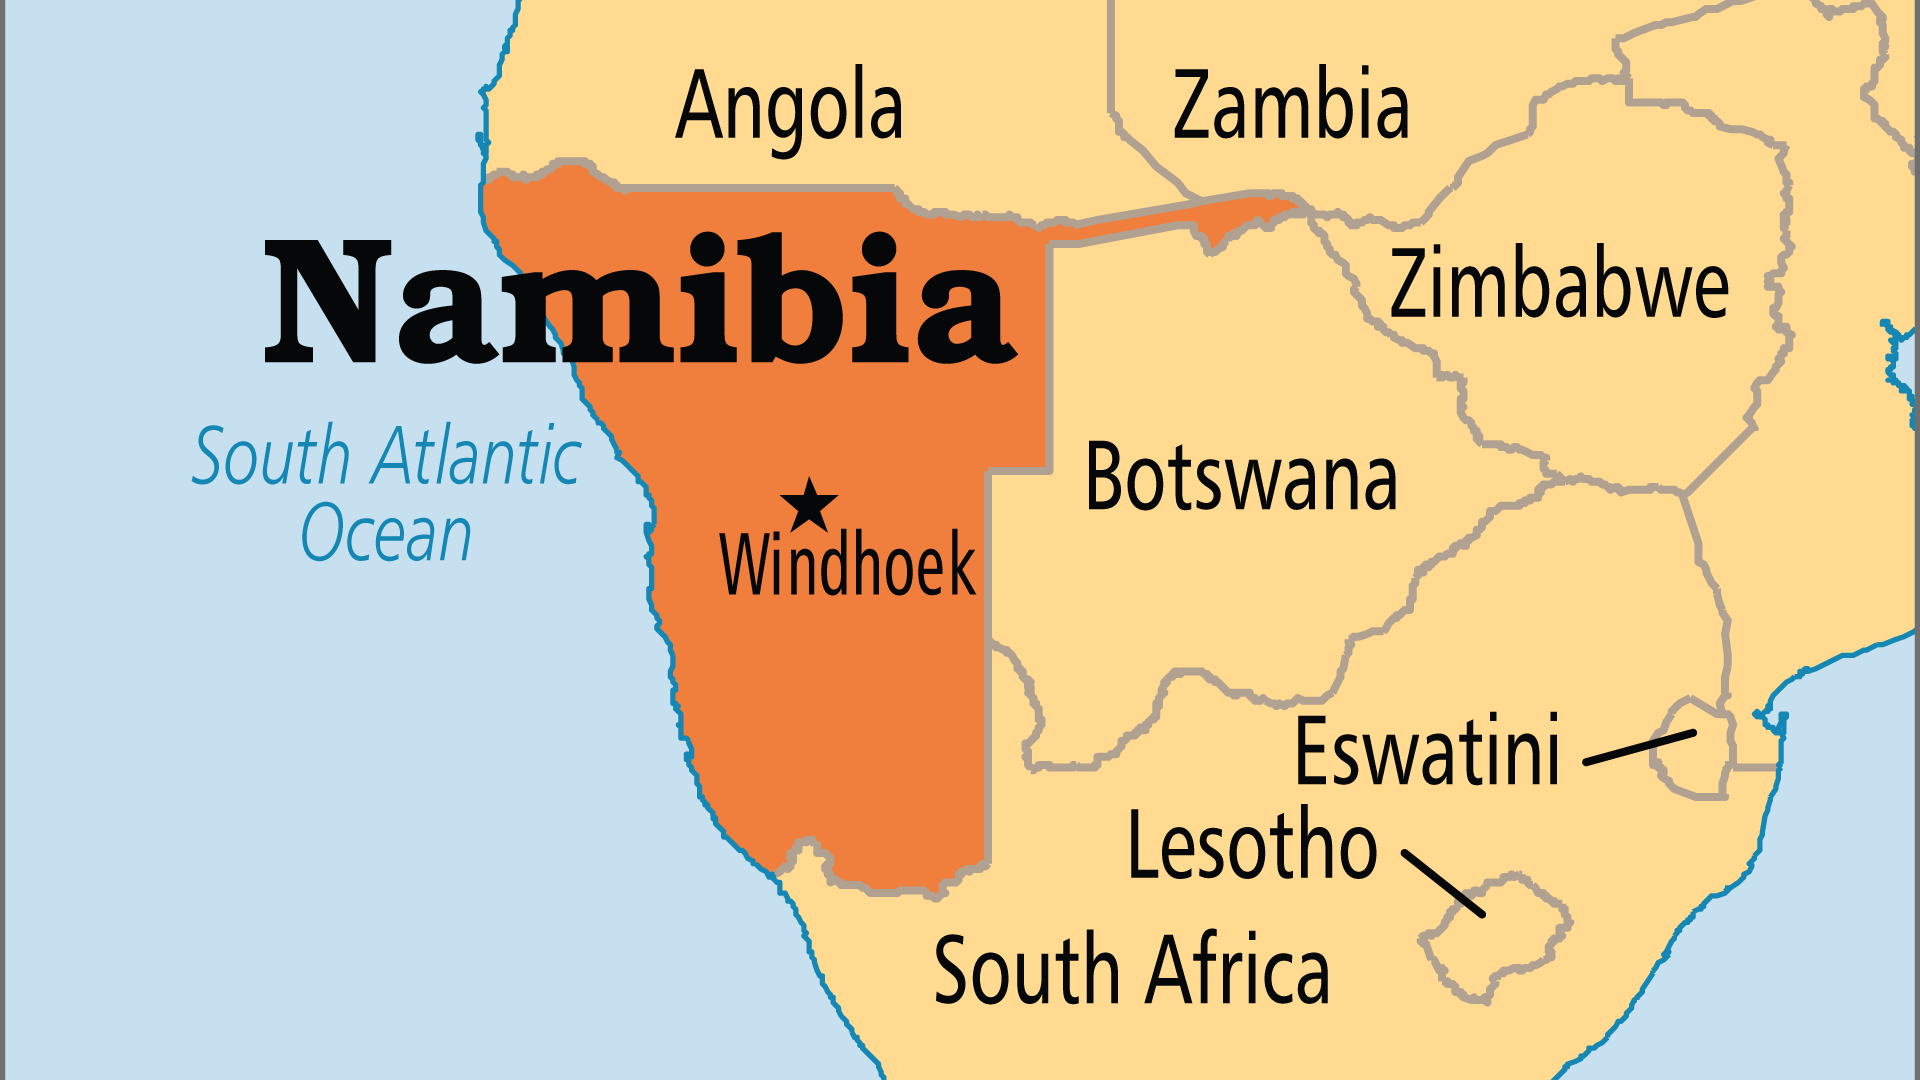 Angola
Zambia
Namibia
Zimbabwe
South Atlantic
Ocean
Botswana
Windhoek
Eswatini
Lesotho
South Africa